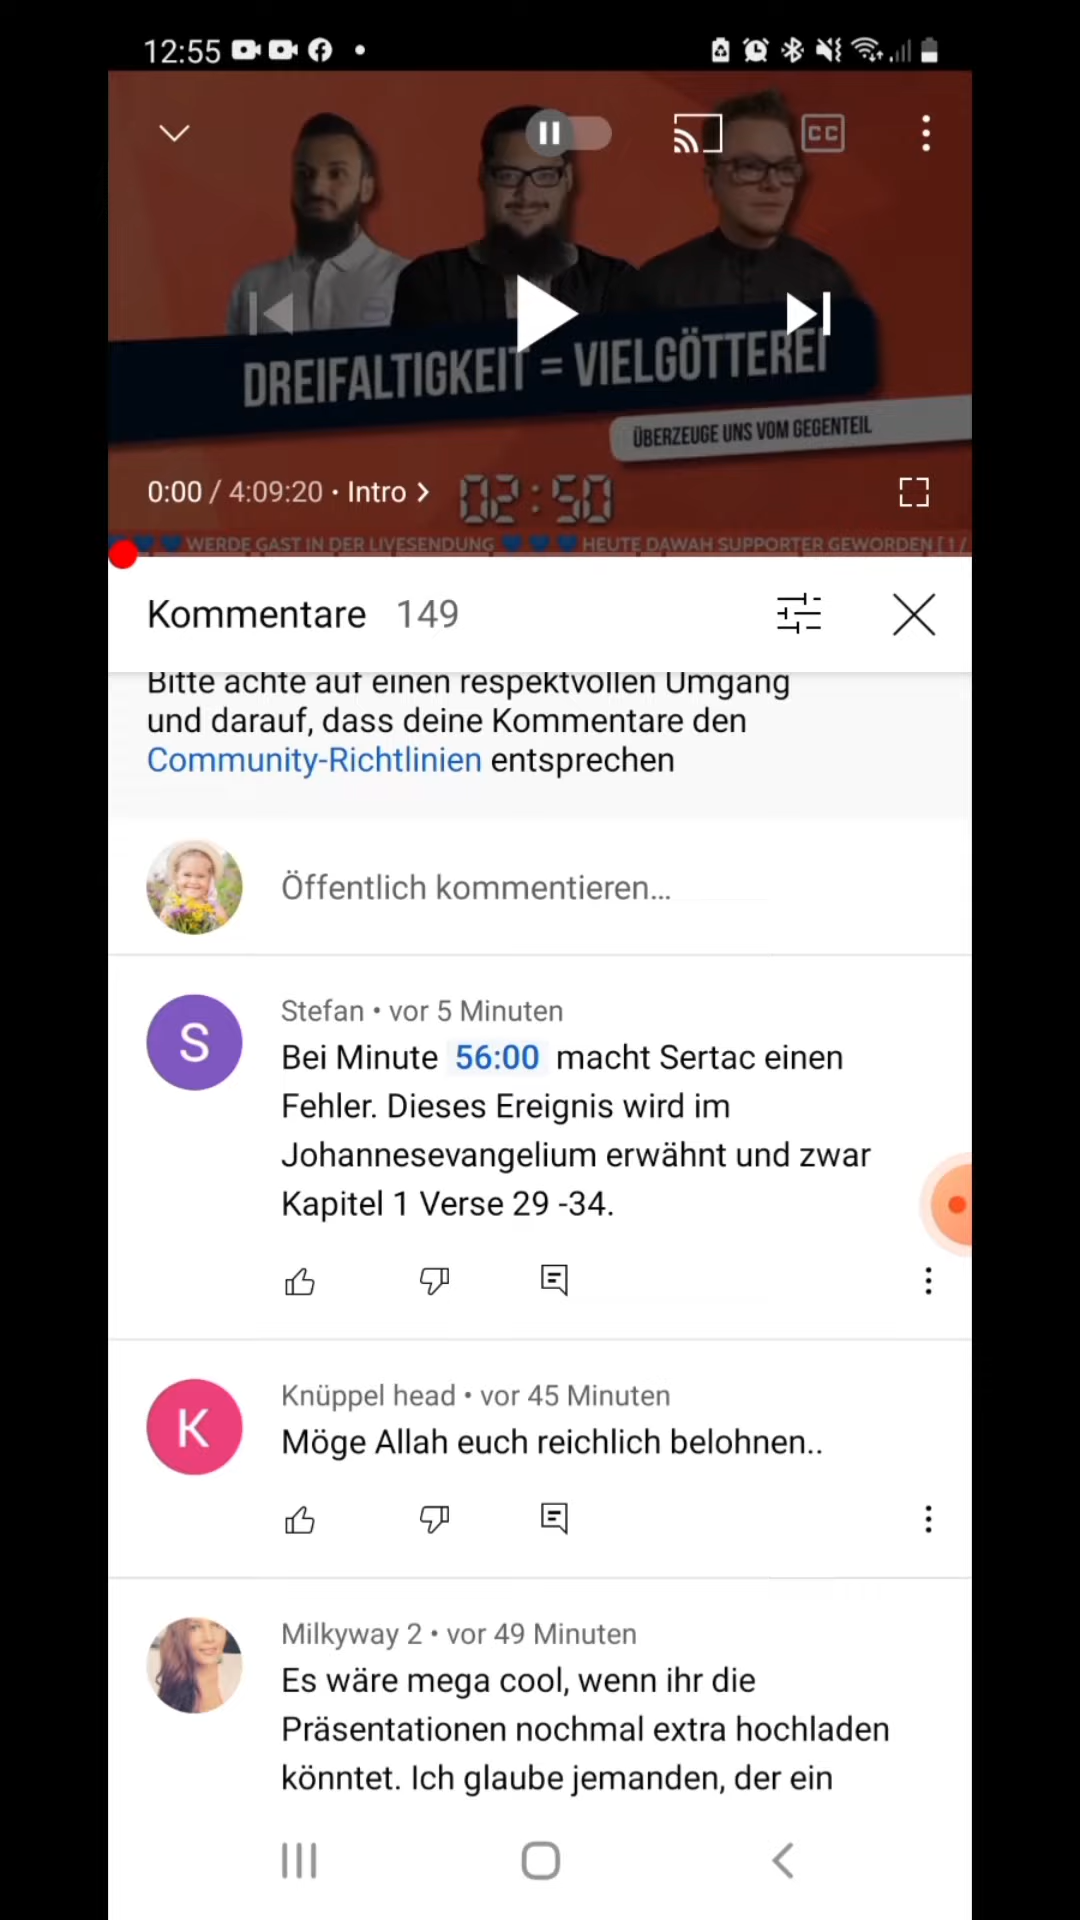 12:55
CC
DREIFALTIGKEIT = VIELGÖTTEREI
ÜBERZEUGE UNS VOM GEGENTEIL
0:00 / 4:09:20 • Intro
02:50
WERDE GAST IN DER LIVESENDUNG 💙 💙 💙 HEUTE DAWAH SUPPORTER GEWORDEN [ 1 /
Kommentare 149
Bitte achte auf einen respektvollen Umgang
und darauf, dass deine Kommentare den
Community-Richtlinien entsprechen
Öffentlich kommentieren...
S
Stefan • vor 5 Minuten
Bei Minute 56:00 macht Sertac einen
Fehler. Dieses Ereignis wird im
Johannesevangelium erwähnt und zwar
Kapitel 1 Verse 29 -34.
K
Knüppel head • vor 45 Minuten
Möge Allah euch reichlich belohnen..
Milkyway 2 • vor 49 Minuten
Es wäre mega cool, wenn ihr die
Präsentationen nochmal extra hochladen
könntet. Ich glaube jemanden, der ein